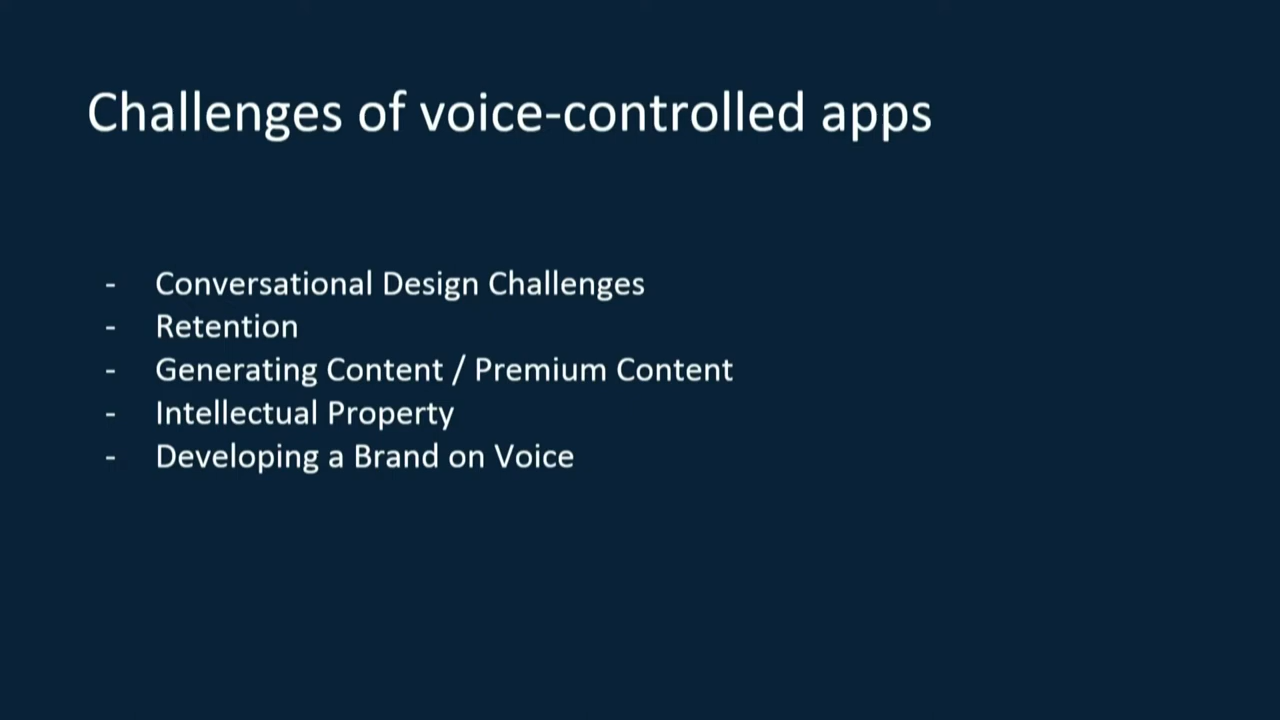 Challenges of voice-controlled apps
- Conversational Design Challenges
- Retention
- Generating Content / Premium Content
- Intellectual Property
- Developing a Brand on Voice